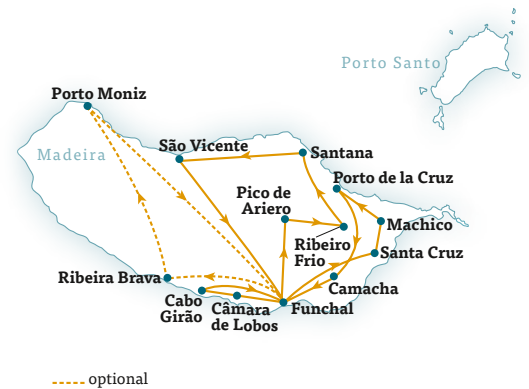 Porto Santo
Porto Moniz
Madeira
São Vicente
Santana
Porto de la Cruz
Pico de
Ariero
Machico
Ribeiro
Frio
Santa Cruz
Ribeira Brava
Camacha
Cabo
Girão
Câmara
de Lobos
Funchal
optional